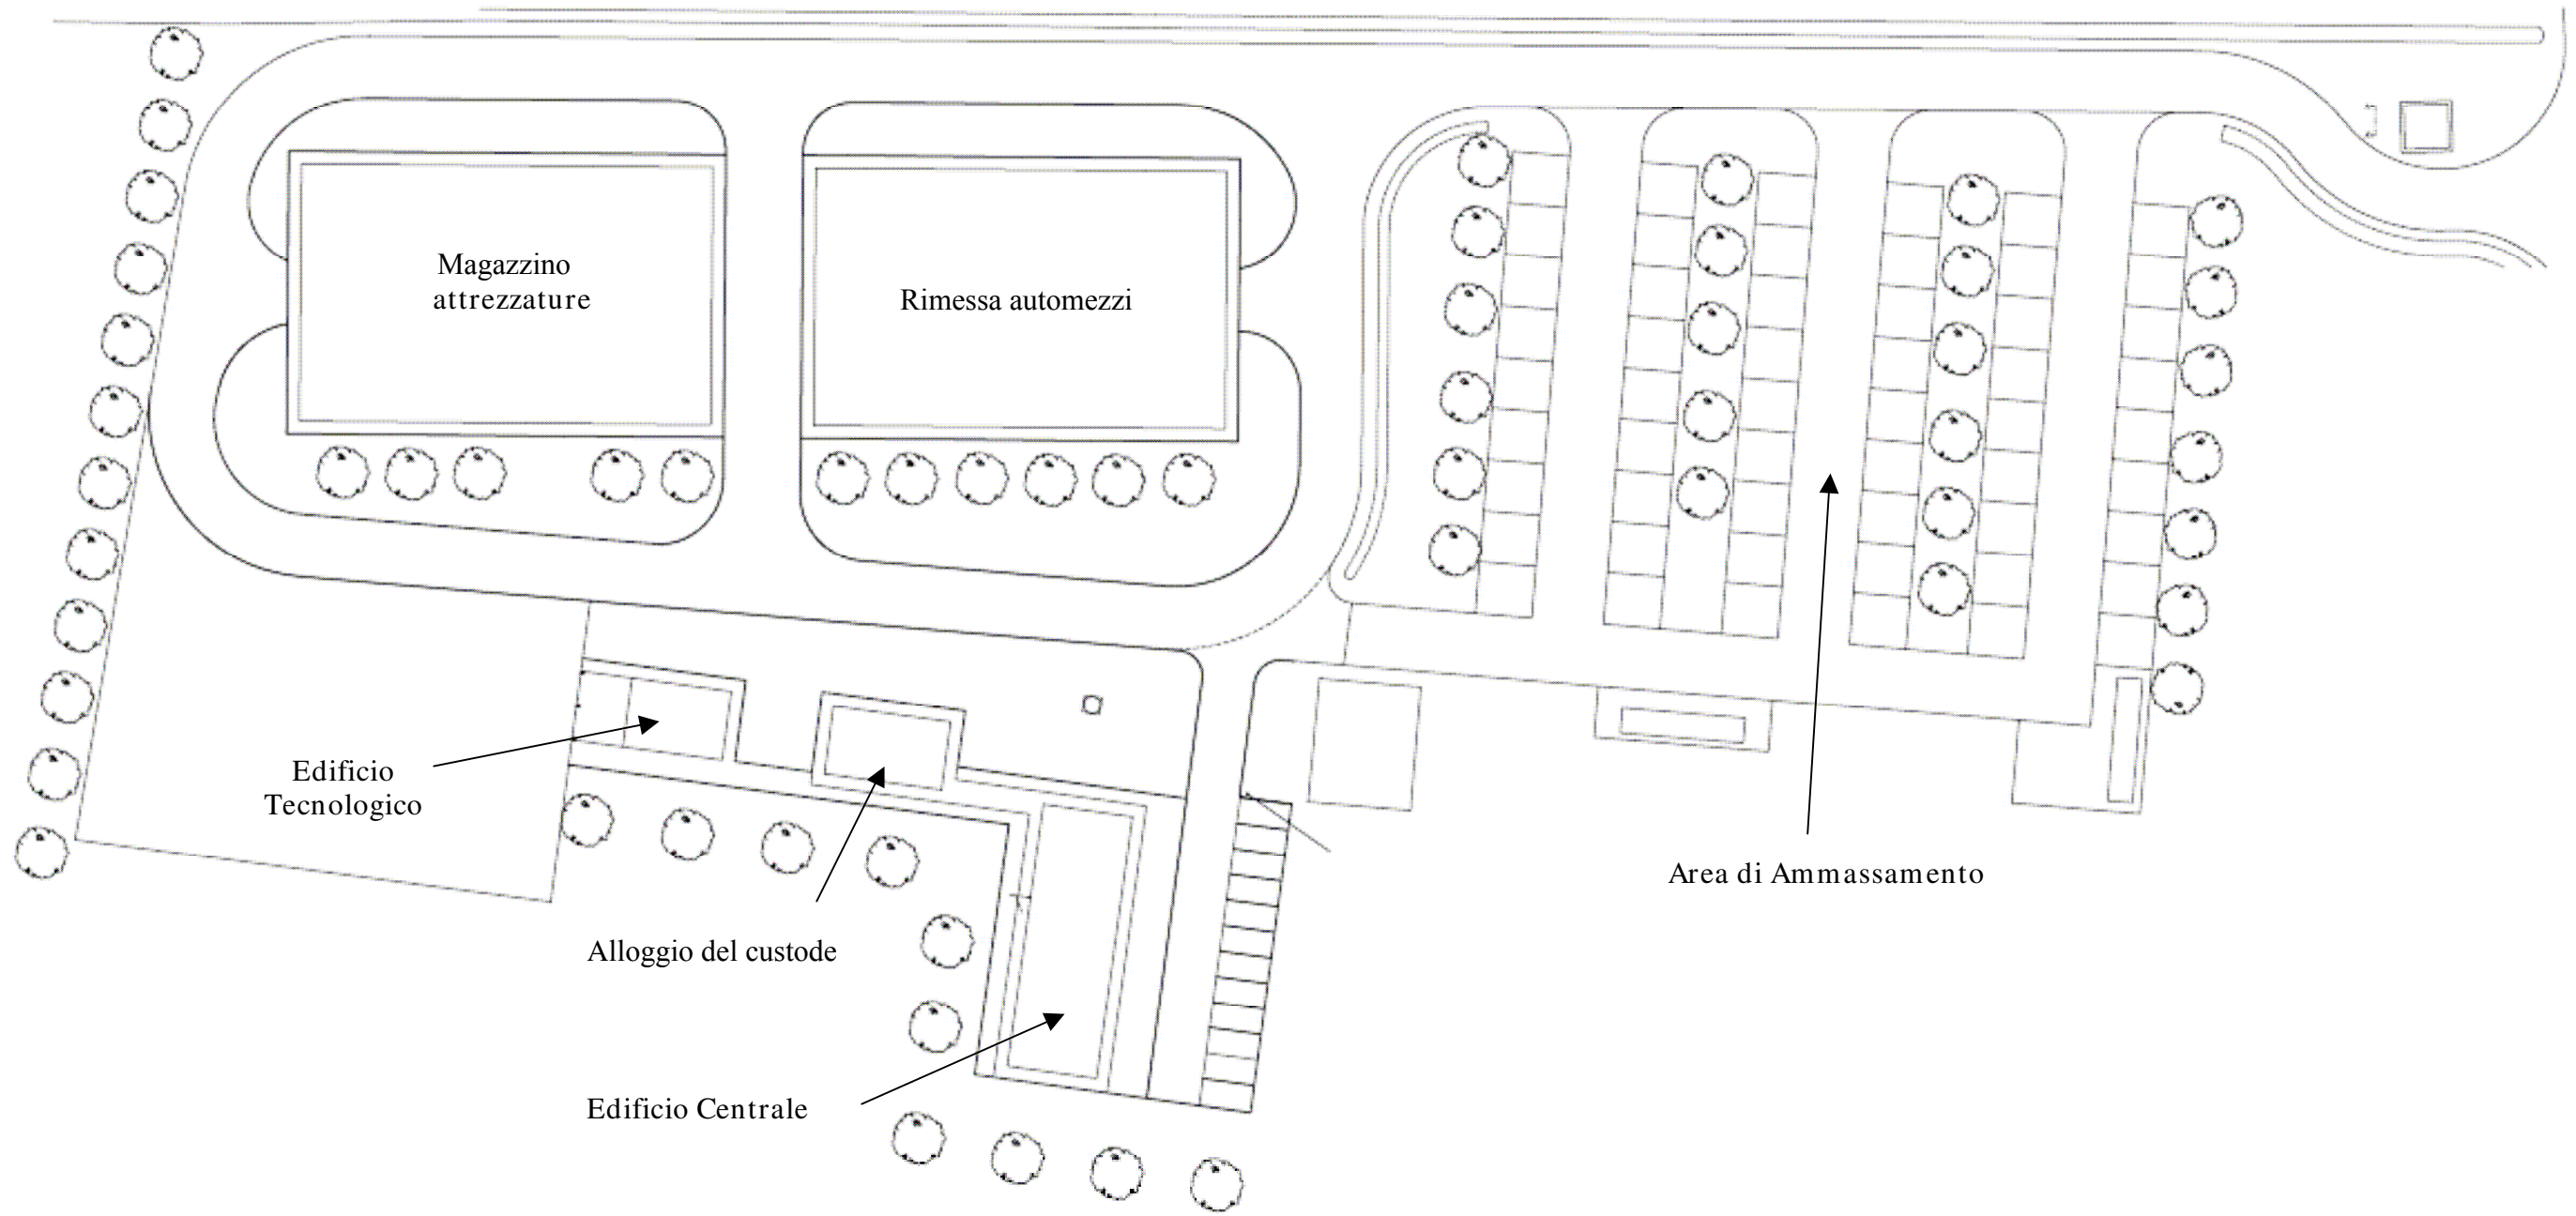 Magazzino
attrezzature
Rimessa automezzi
Edificio
Tecnologico
Alloggio del custode
Edificio Centrale
Area di Ammassamento